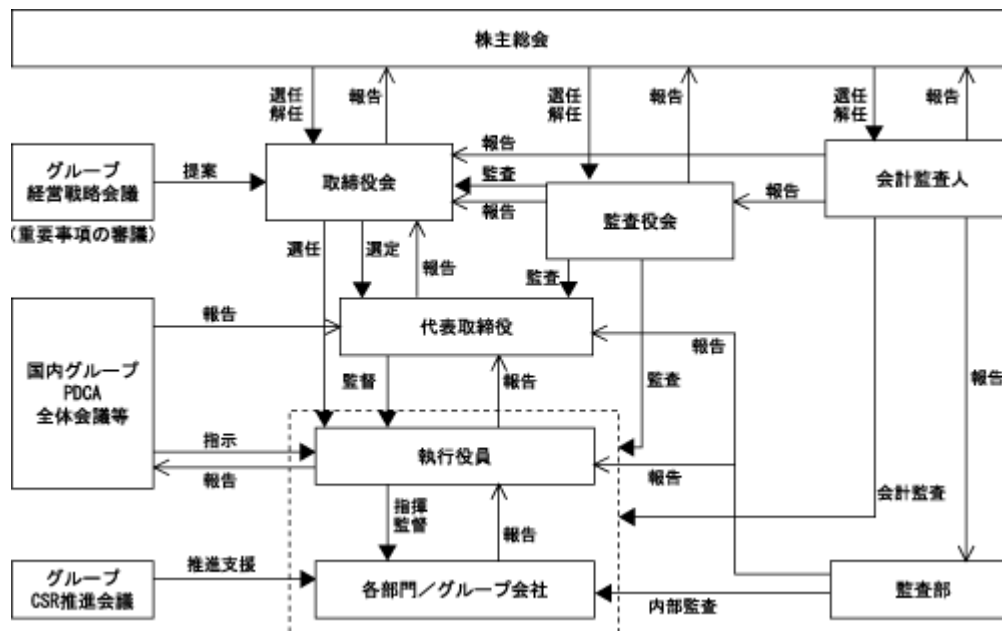 株主総会
選任
解任
報告
選任
解任
報告
選任
解任
報告
グループ
経営戦略会議
(重要事項の審議)
提案
取締役会
報告
監査
報告
監査役会
報告
会計監査人
選任
選定
報告
監査
報告
代表取締役
報告
監査
報告
国内グループ
PDCA
全体会議等
監督
報告
指示
報告
執行役員
報告
会計監査
指揮
監督
報告
グループ
CSR推進会議
推進支援
各部門/グループ会社
内部監査
監査部